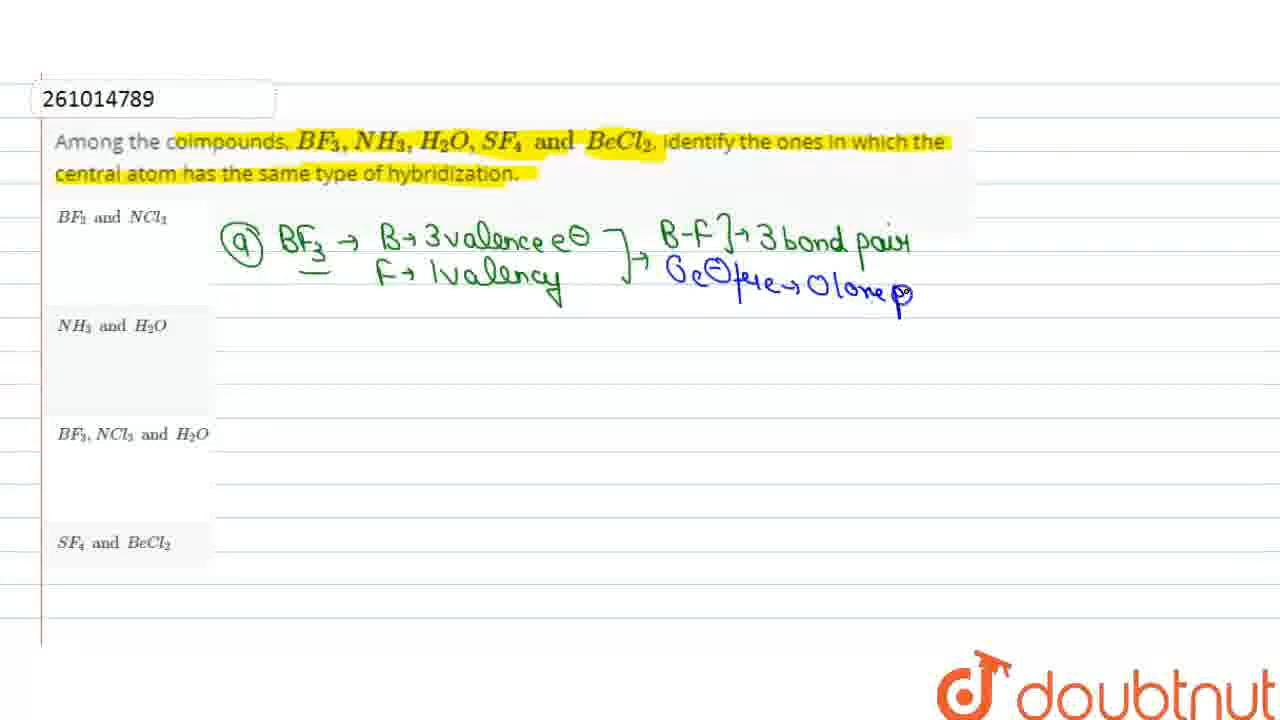 261014789
Among the coimpounds, BF₃, NH₃, H₂O, SF₄ and BeCl₂, identify the ones in which the
central atom has the same type of hybridization.
BF₃ and NCl₃
(a) BF₃ → B→ 3 valence e⊖ ] → B-F ] → 3 bond pair
F→ 1 valency
0 e⊖ free → 0 lone p
NH₃ and H₂O
BF₃, NCl₃ and H₂O
SF₄ and BeCl₂
doubtnut